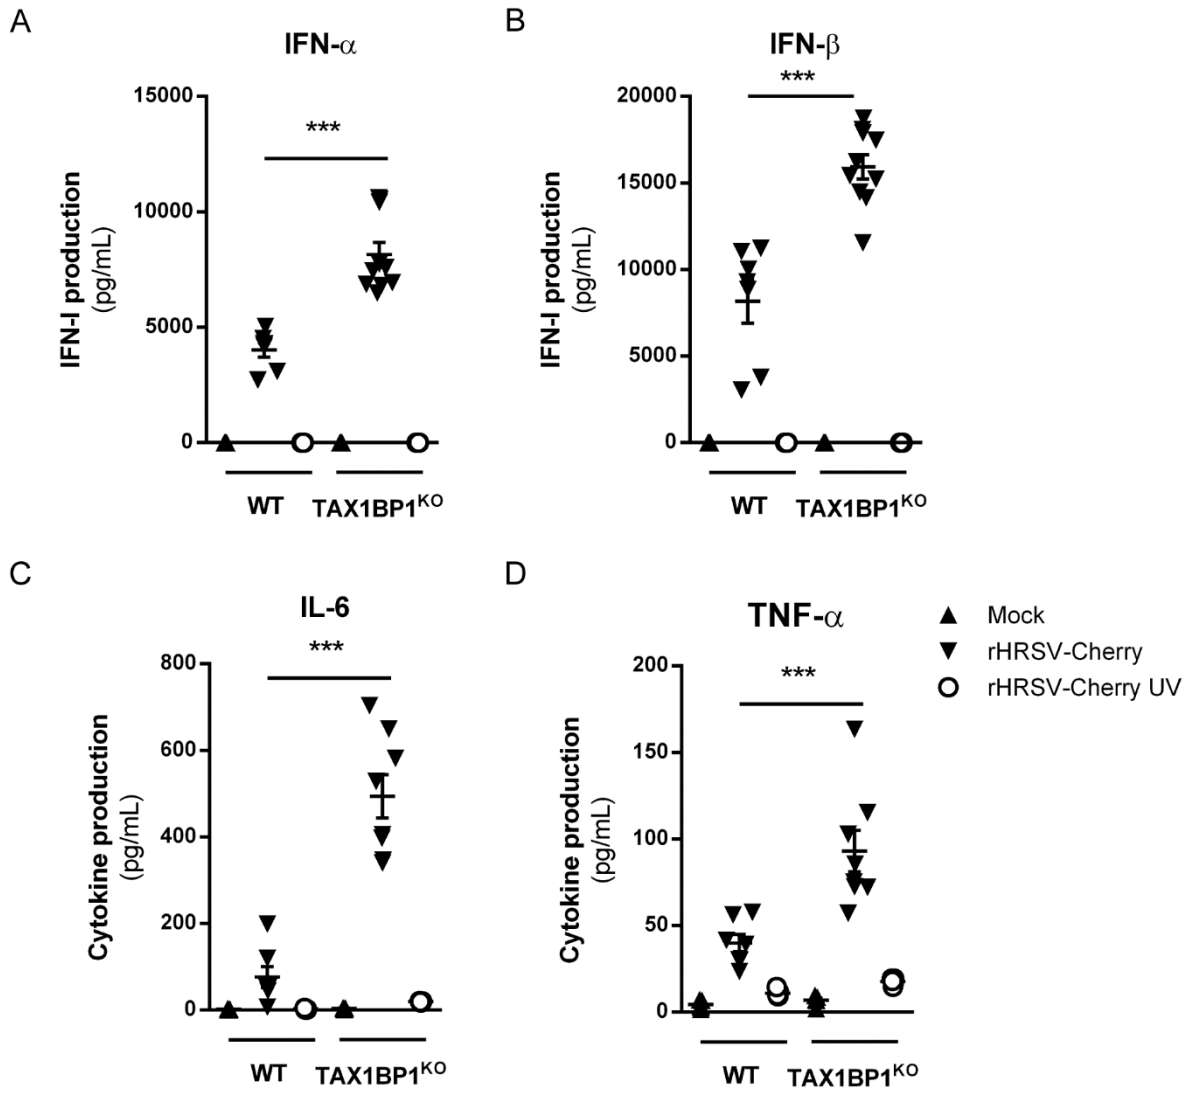 A
IFN-α
IFN-I production
(pg/mL)
15000
10000
5000
0
***
WT
TAX1BP1KO
B
IFN-β
IFN-I production
(pg/mL)
20000
15000
10000
5000
0
***
WT
TAX1BP1KO
C
IL-6
Cytokine production
(pg/mL)
800
600
400
200
0
***
WT
TAX1BP1KO
D
TNF-α
Cytokine production
(pg/mL)
200
150
100
50
0
***
WT
TAX1BP1KO
Mock
rHRSV-Cherry
rHRSV-Cherry UV